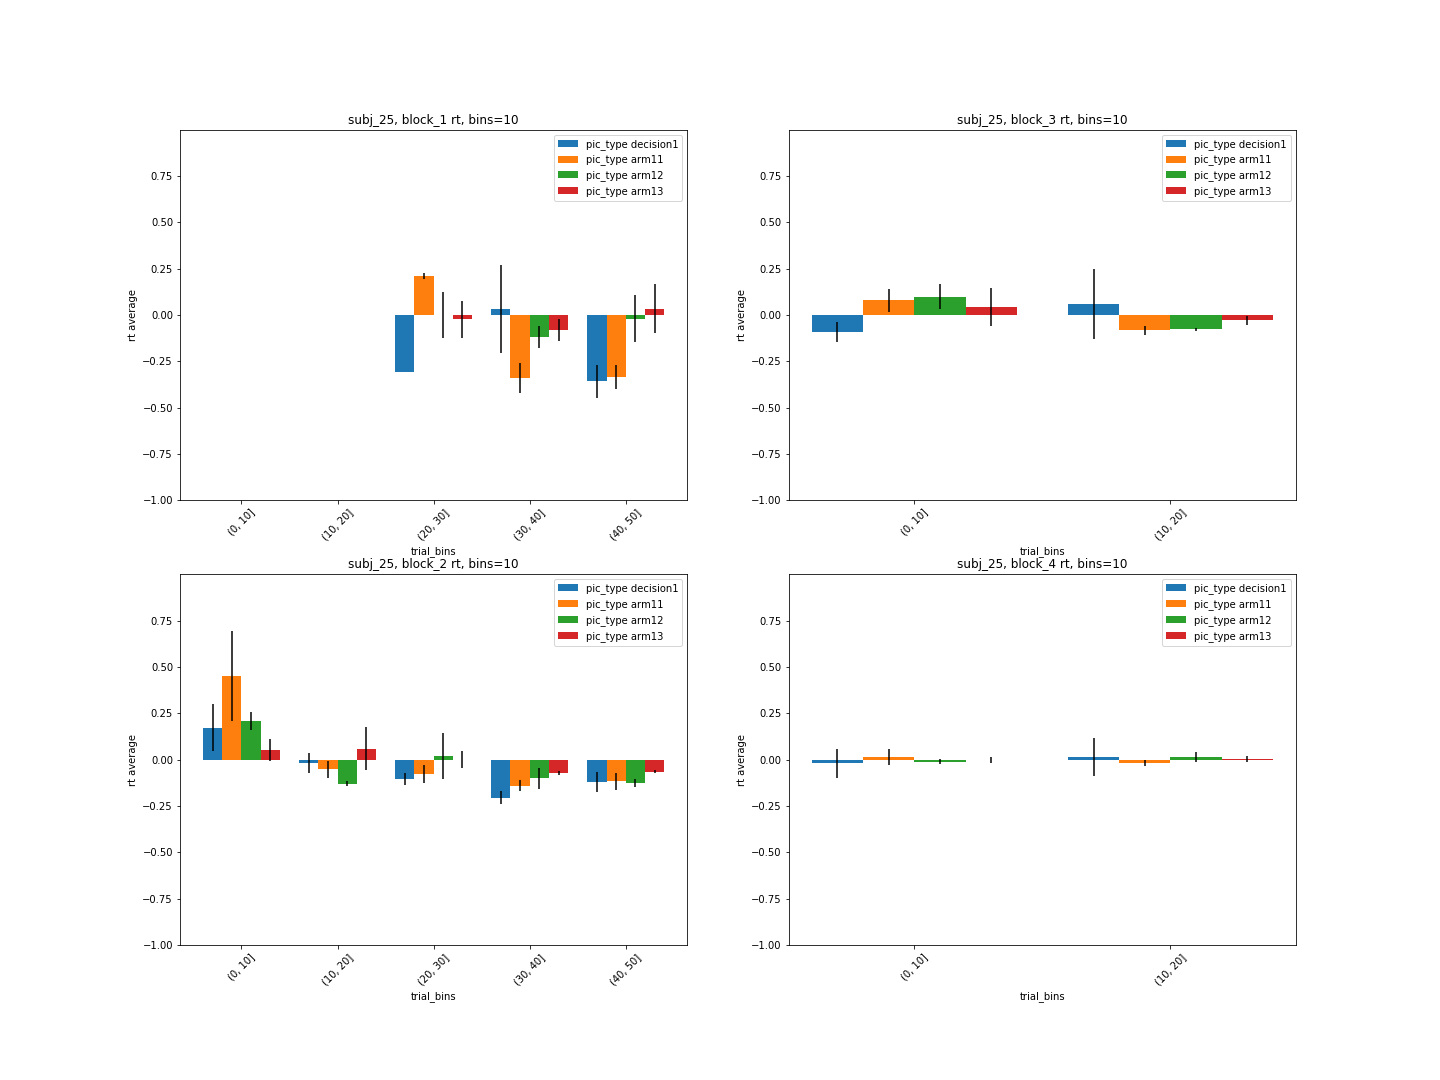 subj_25, block_1 rt, bins=10
pic_type decision1
pic_type arm11
pic_type arm12
pic_type arm13
0.75
0.50
0.25
0.00
−0.25
−0.50
−0.75
−1.00
rt average
(0, 10]
(10, 20]
(20, 30]
(30, 40]
(40, 50]
trial_bins
subj_25, block_3 rt, bins=10
pic_type decision1
pic_type arm11
pic_type arm12
pic_type arm13
0.75
0.50
0.25
0.00
−0.25
−0.50
−0.75
−1.00
rt average
(0, 10]
(10, 20]
trial_bins
subj_25, block_2 rt, bins=10
pic_type decision1
pic_type arm11
pic_type arm12
pic_type arm13
0.75
0.50
0.25
0.00
−0.25
−0.50
−0.75
−1.00
rt average
(0, 10]
(10, 20]
(20, 30]
(30, 40]
(40, 50]
trial_bins
subj_25, block_4 rt, bins=10
pic_type decision1
pic_type arm11
pic_type arm12
pic_type arm13
0.75
0.50
0.25
0.00
−0.25
−0.50
−0.75
−1.00
rt average
(0, 10]
(10, 20]
trial_bins